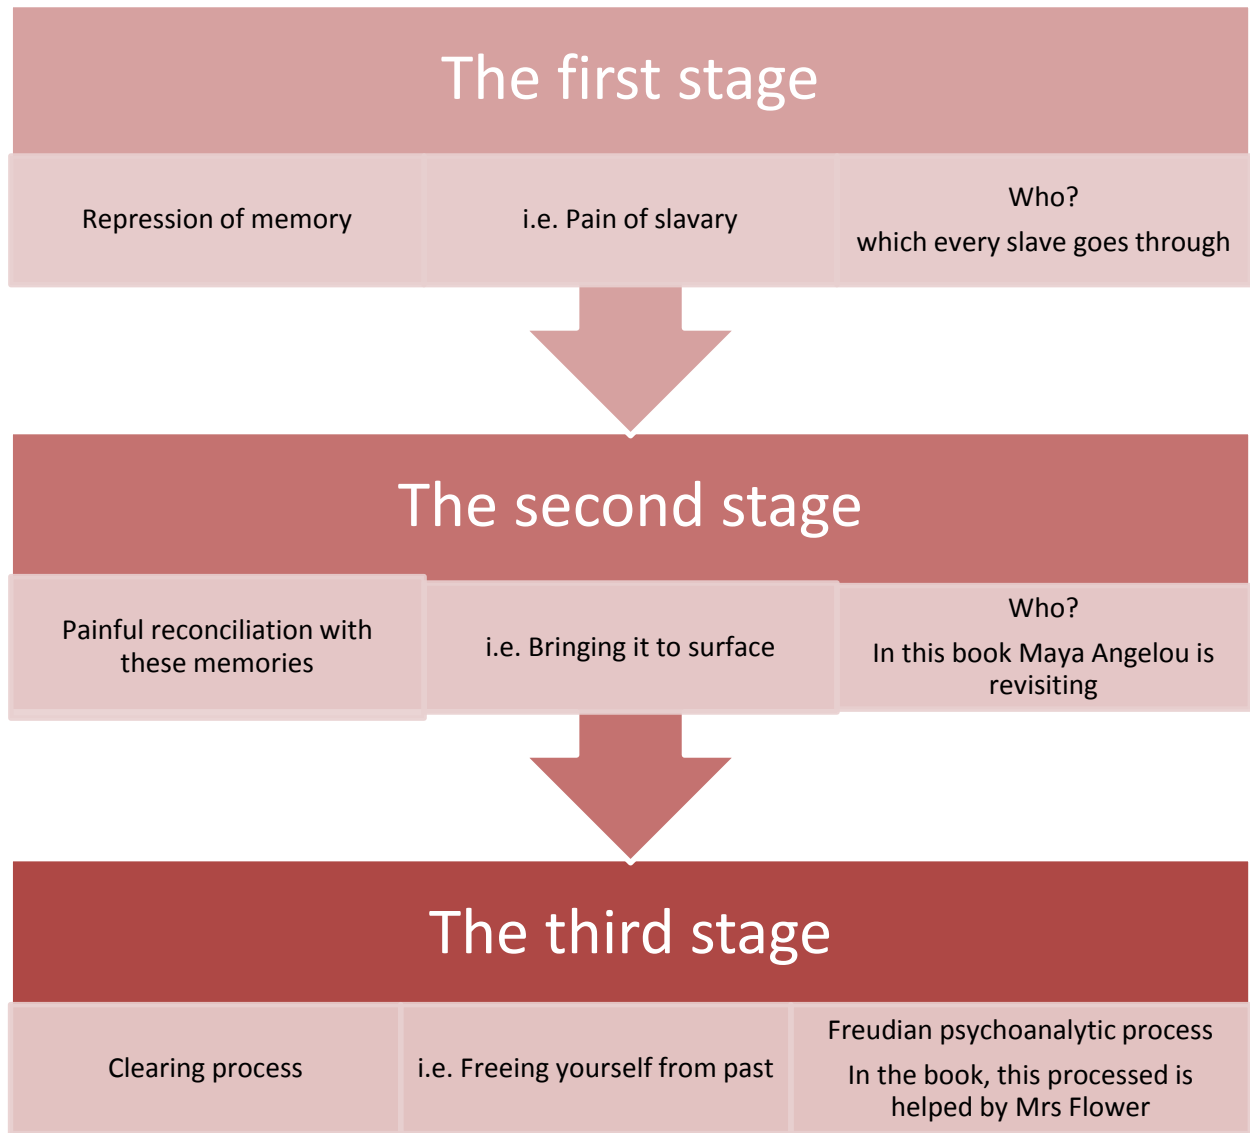 The first stage
Repression of memory
i.e. Pain of slavary
Who?
which every slave goes through
The second stage
Painful reconciliation with
these memories
i.e. Bringing it to surface
Who?
In this book Maya Angelou is
revisiting
The third stage
Clearing process
i.e. Freeing yourself from past
Freudian psychoanalytic process
In the book, this processed is
helped by Mrs Flower